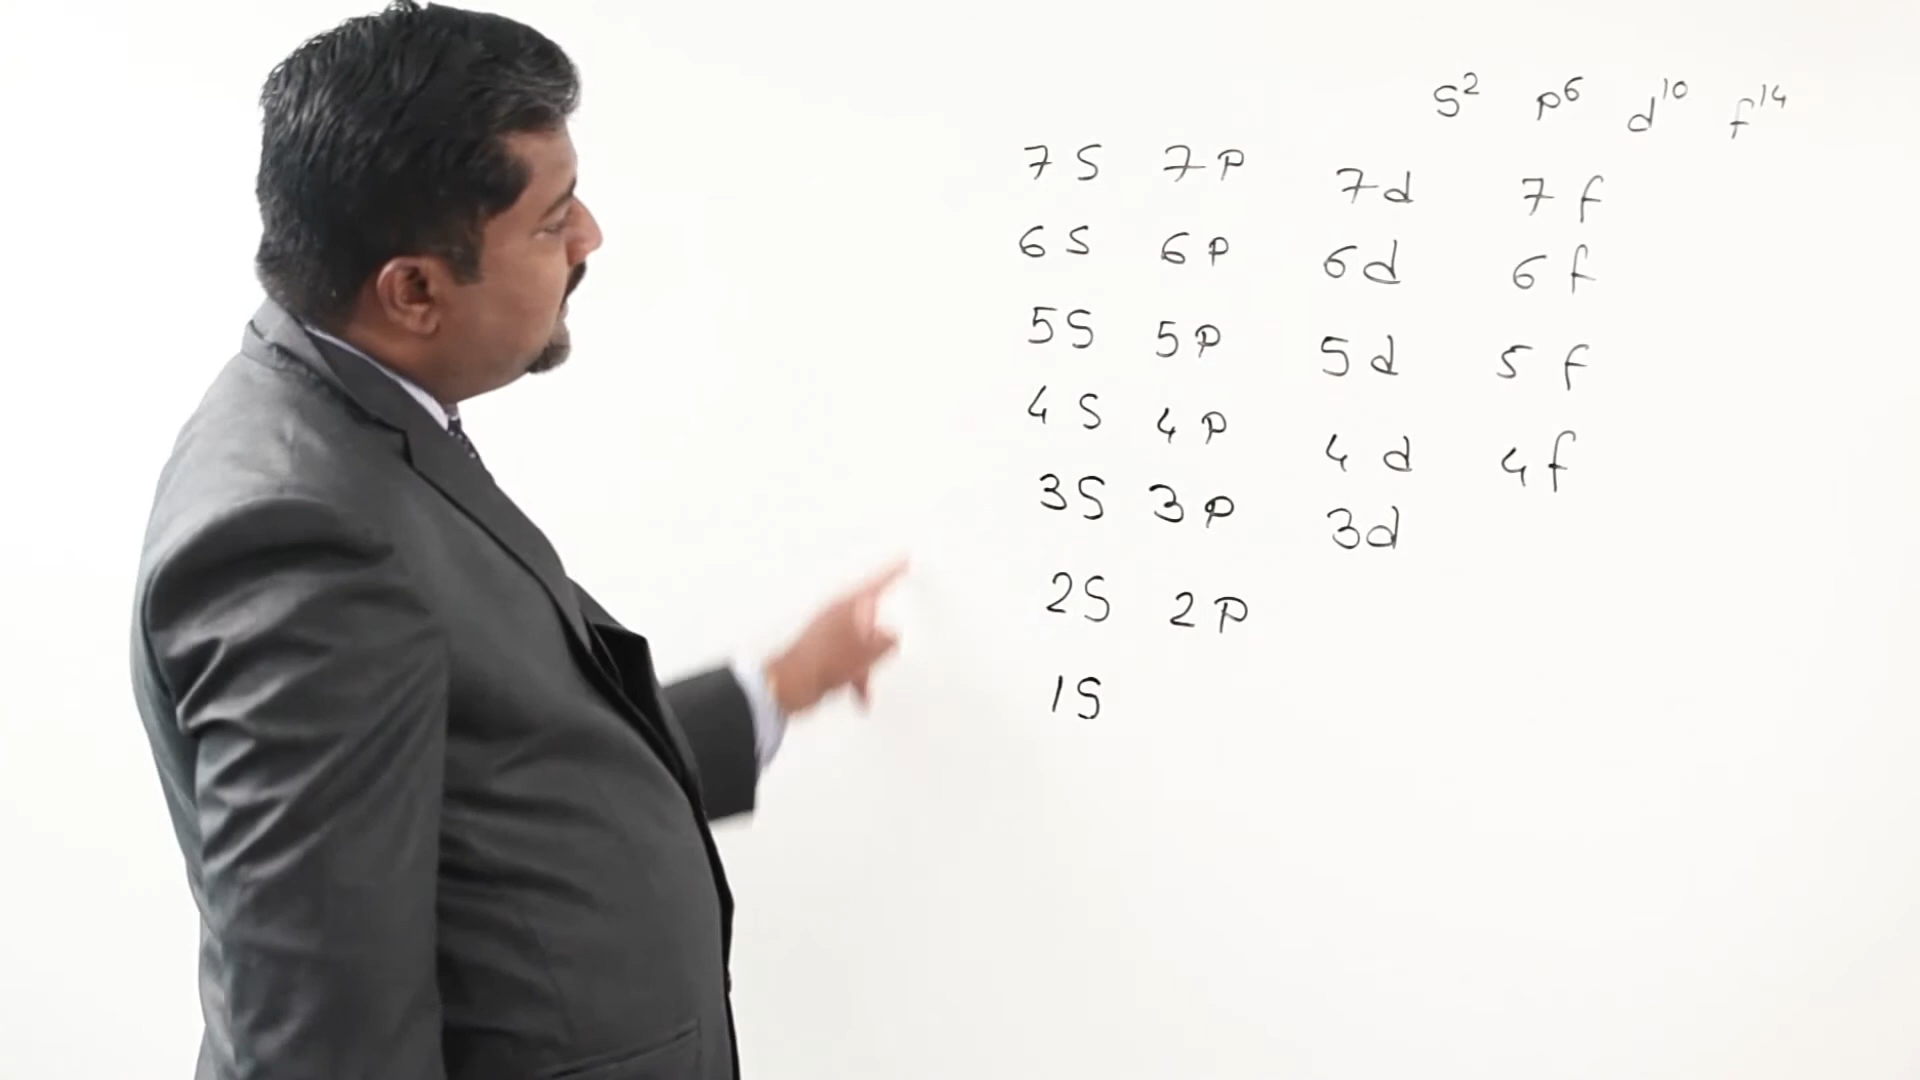 S² P⁶ d¹⁰ f¹⁴
7S 7P 7d 7f
6S 6P 6d 6f
5S 5P 5d 5f
4S 4P 4d 4f
3S 3P 3d
2S 2P
1S